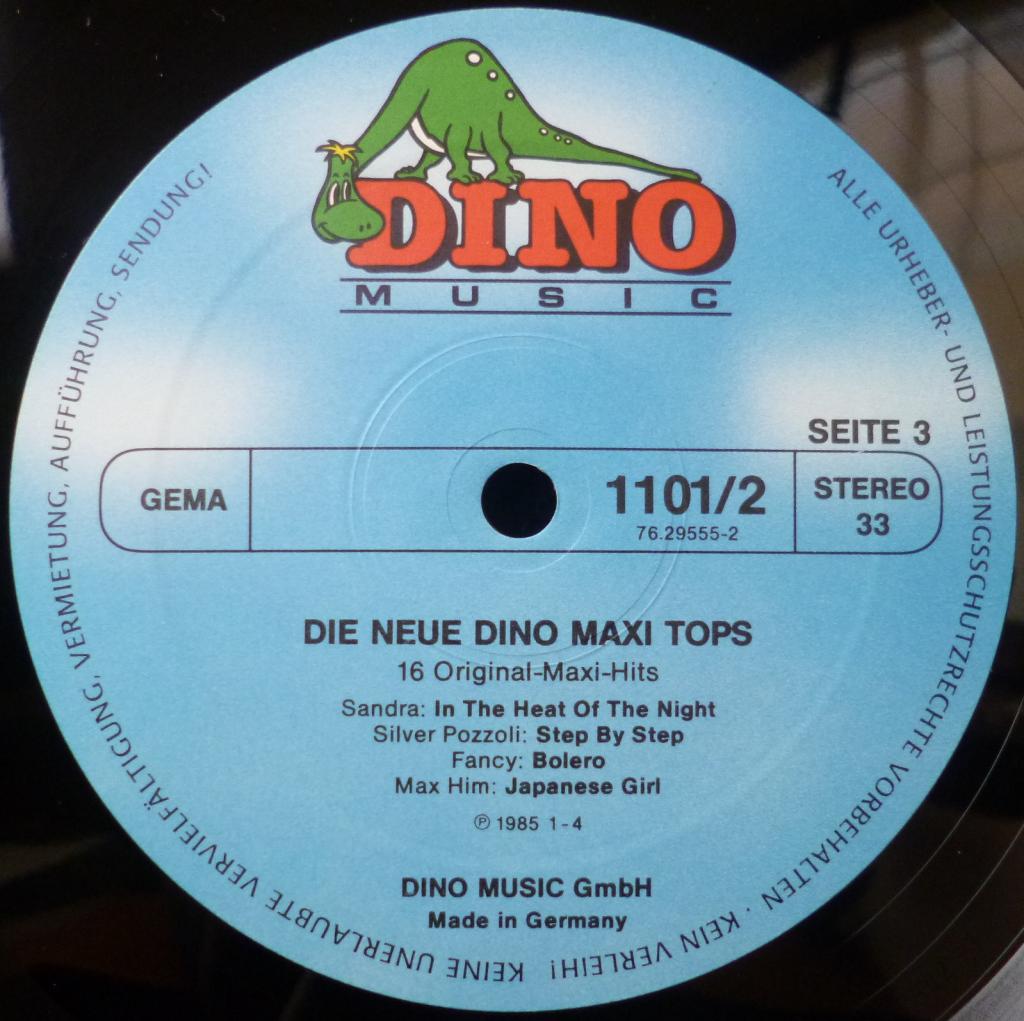 DINO
MUSIC
SEITE 3
GEMA
1101/2
76.29555-2
STEREO
33
DIE NEUE DINO MAXI TOPS
16 Original-Maxi-Hits
Sandra: In The Heat Of The Night
Silver Pozzoli: Step By Step
Fancy: Bolero
Max Him: Japanese Girl
℗ 1985 1-4
DINO MUSIC GmbH
Made in Germany
ALLE URHEBER- UND LEISTUNGSSCHUTZRECHTE VORBEHALTEN · KEIN VERLEIH! KEINE UNERLAUBTE VERVIELFÄLTIGUNG, VERMIETUNG, AUFFÜHRUNG, SENDUNG!